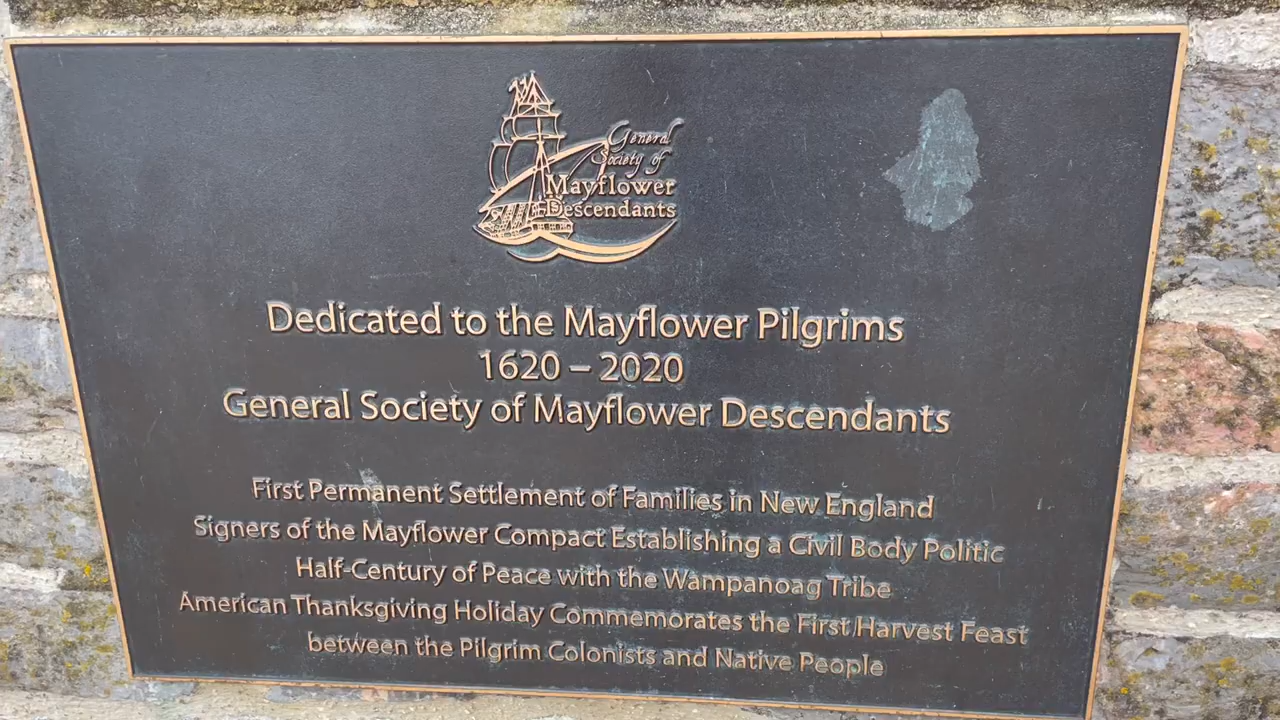 General
Society of
Mayflower
Descendants
Dedicated to the Mayflower Pilgrims
1620 – 2020
General Society of Mayflower Descendants
First Permanent Settlement of Families in New England
Signers of the Mayflower Compact Establishing a Civil Body Politic
Half-Century of Peace with the Wampanoag Tribe
American Thanksgiving Holiday Commemorates the First Harvest Feast
between the Pilgrim Colonists and Native People